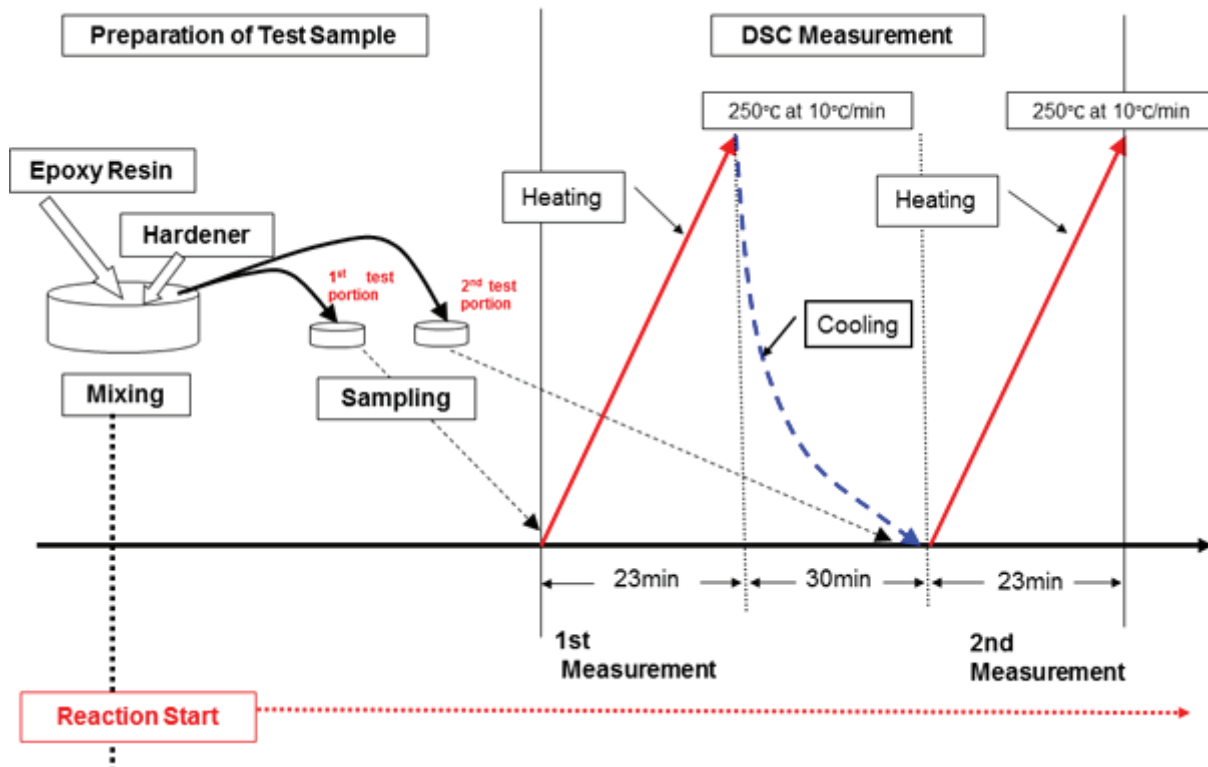 Preparation of Test Sample
DSC Measurement
250℃ at 10℃/min
250℃ at 10℃/min
Epoxy Resin
Hardener
Heating
Heating
1st test
portion
2nd test
portion
Cooling
Mixing
Sampling
23min
30min
23min
1st
Measurement
2nd
Measurement
Reaction Start